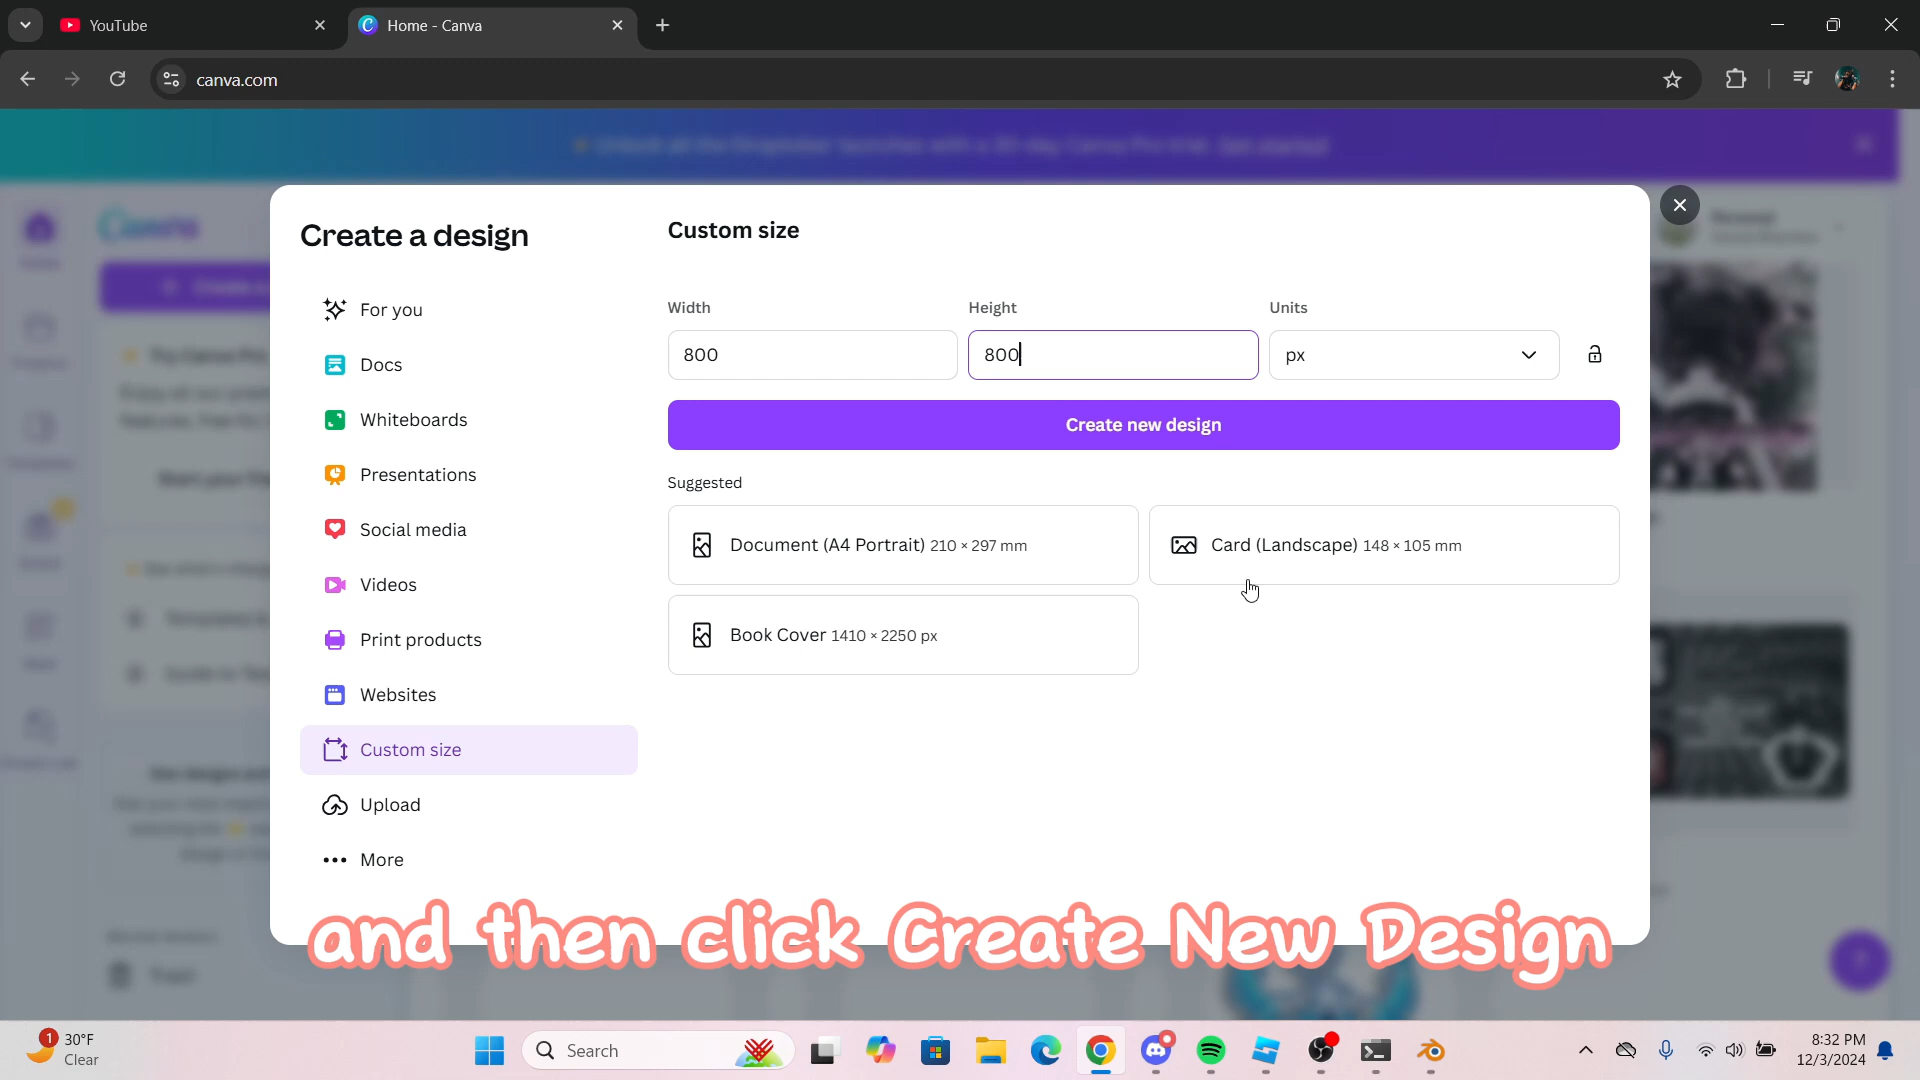 YouTube
Home - Canva
canva.com
Create a design
For you
Docs
Whiteboards
Presentations
Social media
Videos
Print products
Websites
Custom size
Upload
More
Custom size
Width
Height
Units
800
800
px
Create new design
Suggested
Document (A4 Portrait) 210 × 297 mm
Card (Landscape) 148 × 105 mm
Book Cover 1410 × 2250 px
and then click Create New Design
1
30°F
Clear
Search
8:32 PM
12/3/2024